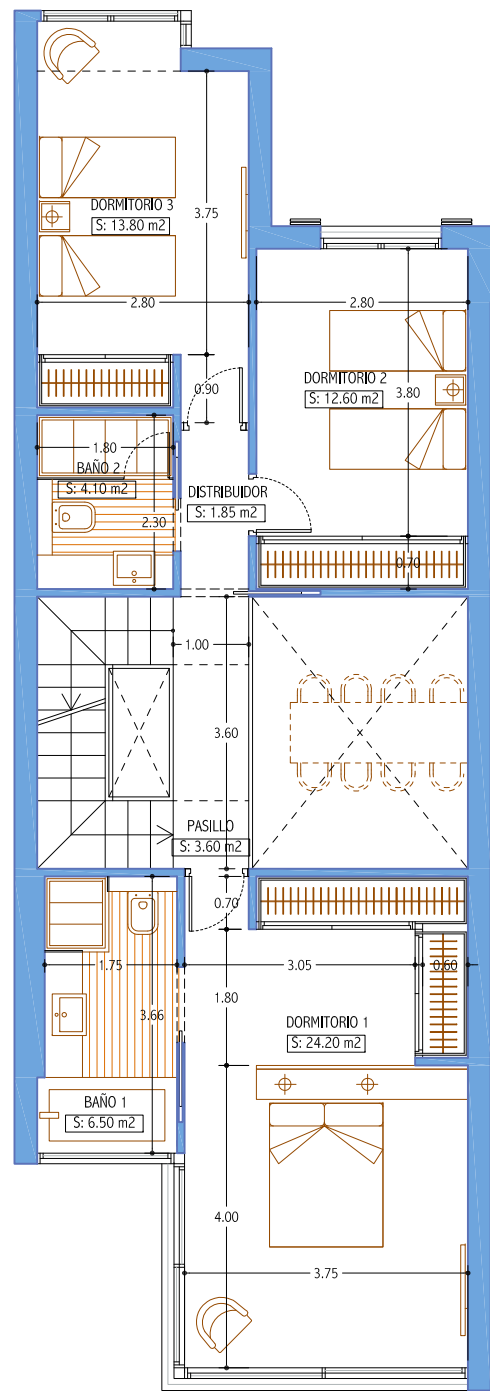 DORMITORIO 3
S: 13.80 m2
3.75
2.80
2.80
DORMITORIO 2
S: 12.60 m2
3.80
0.90
1.80
BAÑO 2
S: 4.10 m2
DISTRIBUIDOR
S: 1.85 m2
2.30
0.70
1.00
3.60
PASILLO
S: 3.60 m2
0.70
1.75
3.05
0.60
1.80
3.66
DORMITORIO 1
S: 24.20 m2
BAÑO 1
S: 6.50 m2
4.00
3.75